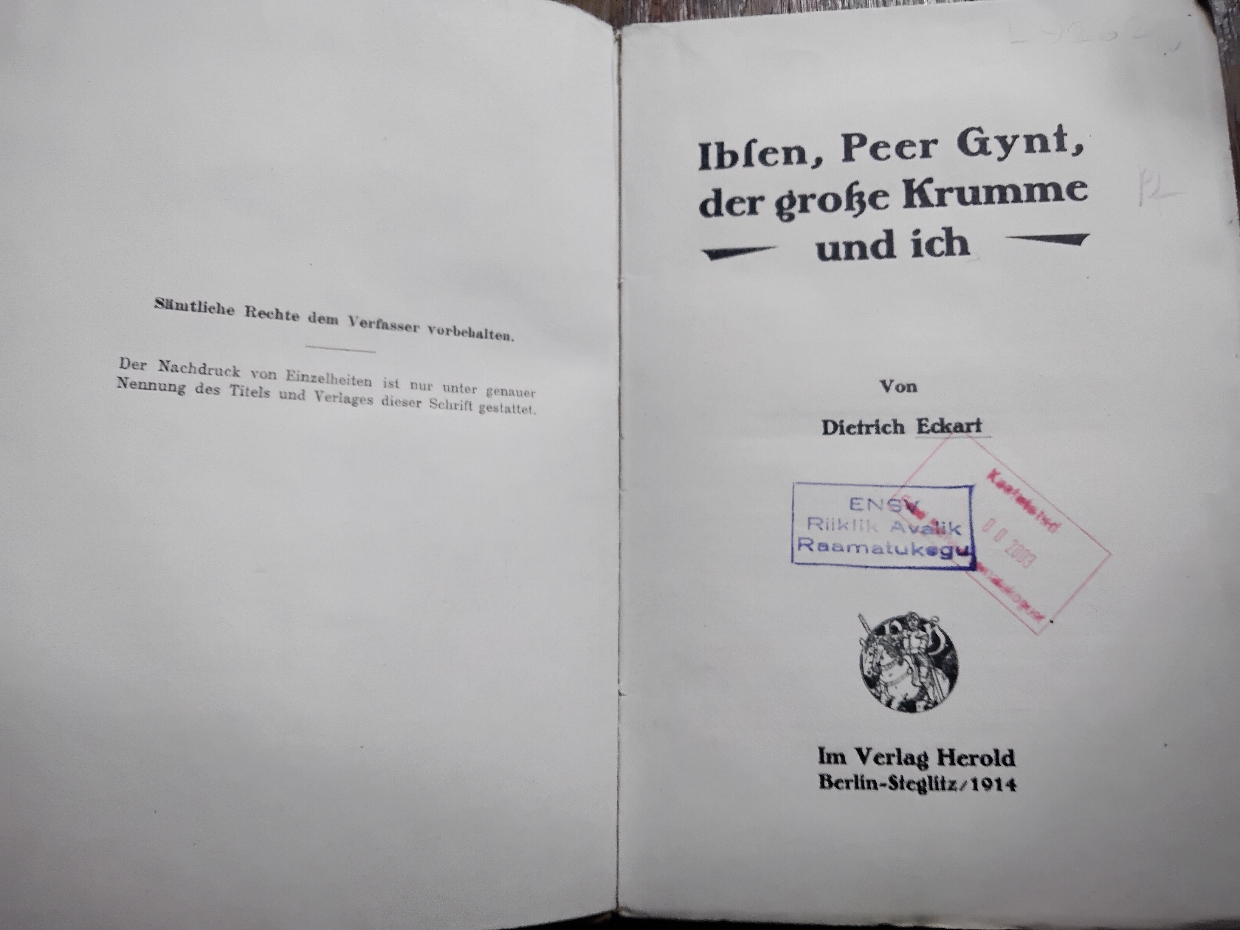 Sämtliche Rechte dem Verfasser vorbehalten.
Der Nachdruck von Einzelheiten ist nur unter genauer
Nennung des Titels und Verlages dieser Schrift gestattet.
Ibſen, Peer Gynt,
der große Krumme
und ich
Von
Dietrich Eckart
ENSV
Riiklik Avalik
Raamatukogu
Kustutatud
2003
Im Verlag Herold
Berlin-Steglitz/1914